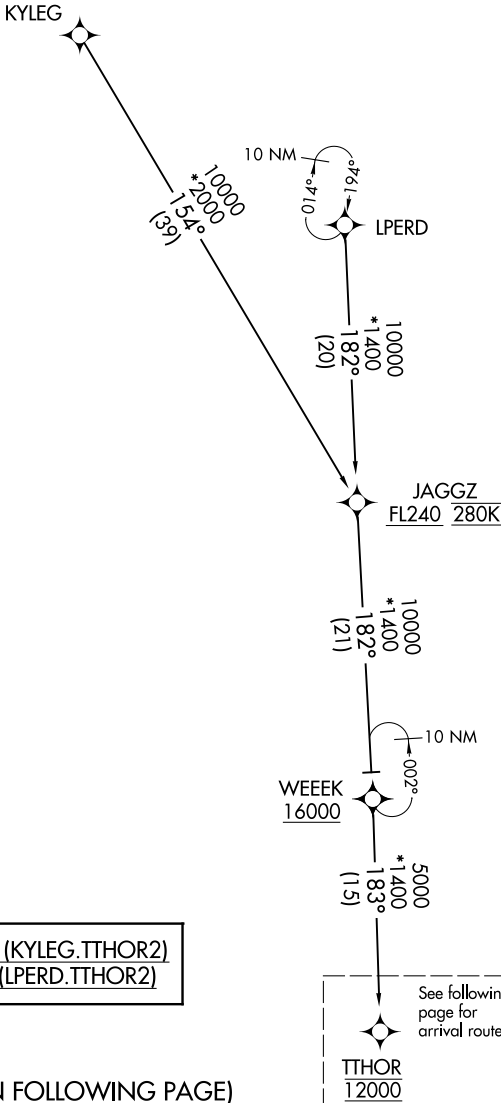 KYLEG
10000
*2000
154°
(39)
10 NM
014°
194°
LPERD
10000
*1400
182°
(20)
JAGGZ
FL240 280K
10000
*1400
182°
(21)
10 NM
002°
WEEEK
16000
5000
*1400
183°
(15)
(KYLEG.TTHOR2)
(LPERD.TTHOR2)
See
page for
arrival
TTHOR
12000
FOLLOWING PAGE)